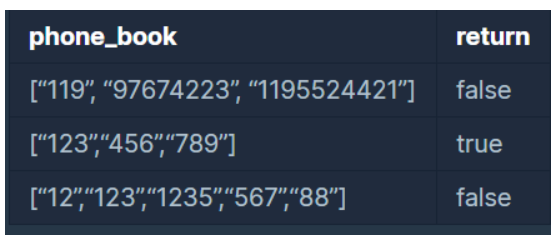 phone_book return
[“119”, “97674223”, “1195524421”] false
[“123”,“456”,“789”] true
[“12”,“123”,“1235”,“567”,“88”] false